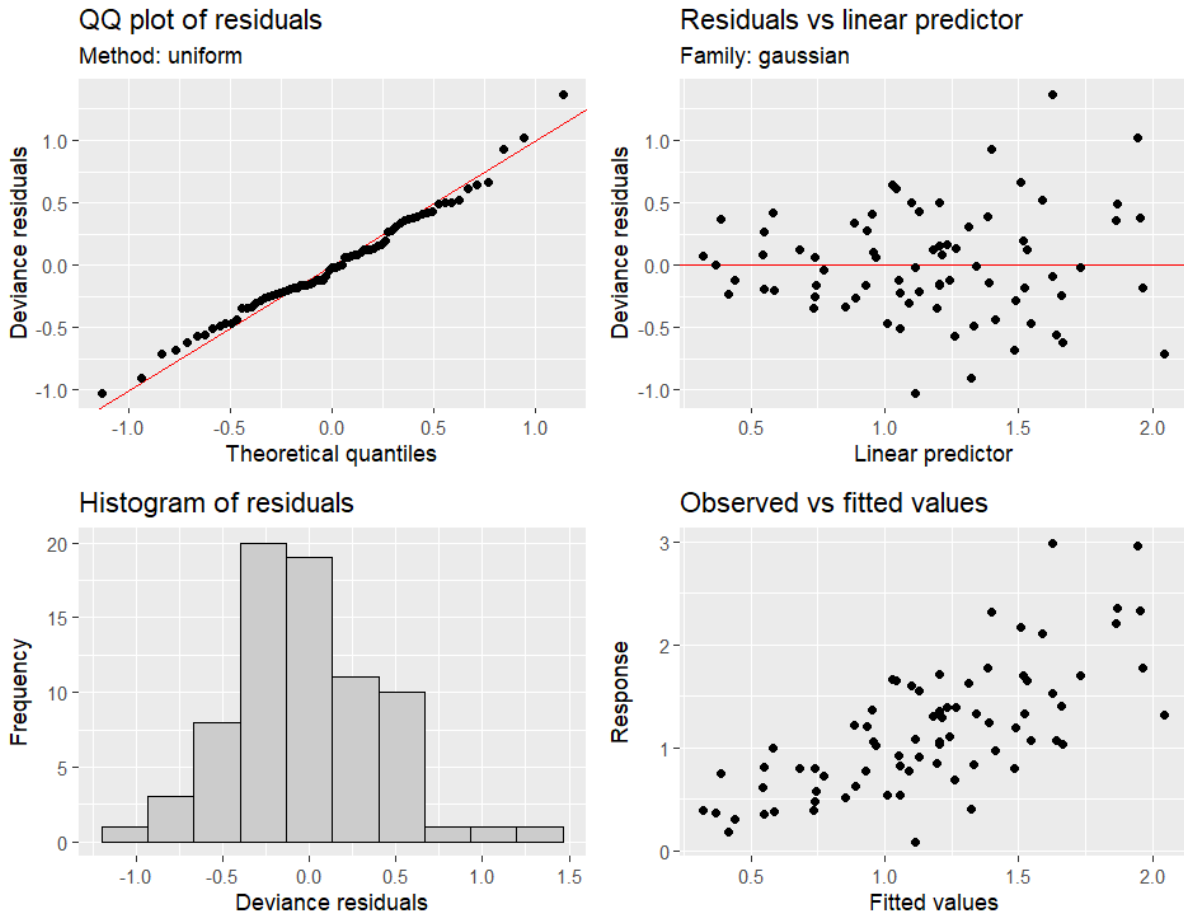 QQ plot of residuals
Method: uniform
Deviance residuals
1.0
0.5
0.0
-0.5
-1.0
-1.0 -0.5 0.0 0.5 1.0
Theoretical quantiles
Residuals vs linear predictor
Family: gaussian
Deviance residuals
1.0
0.5
0.0
-0.5
-1.0
0.5 1.0 1.5 2.0
Linear predictor
Histogram of residuals
Frequency
20
15
10
5
0
-1.0 -0.5 0.0 0.5 1.0 1.5
Deviance residuals
Observed vs fitted values
Response
3
2
1
0
0.5 1.0 1.5 2.0
Fitted values